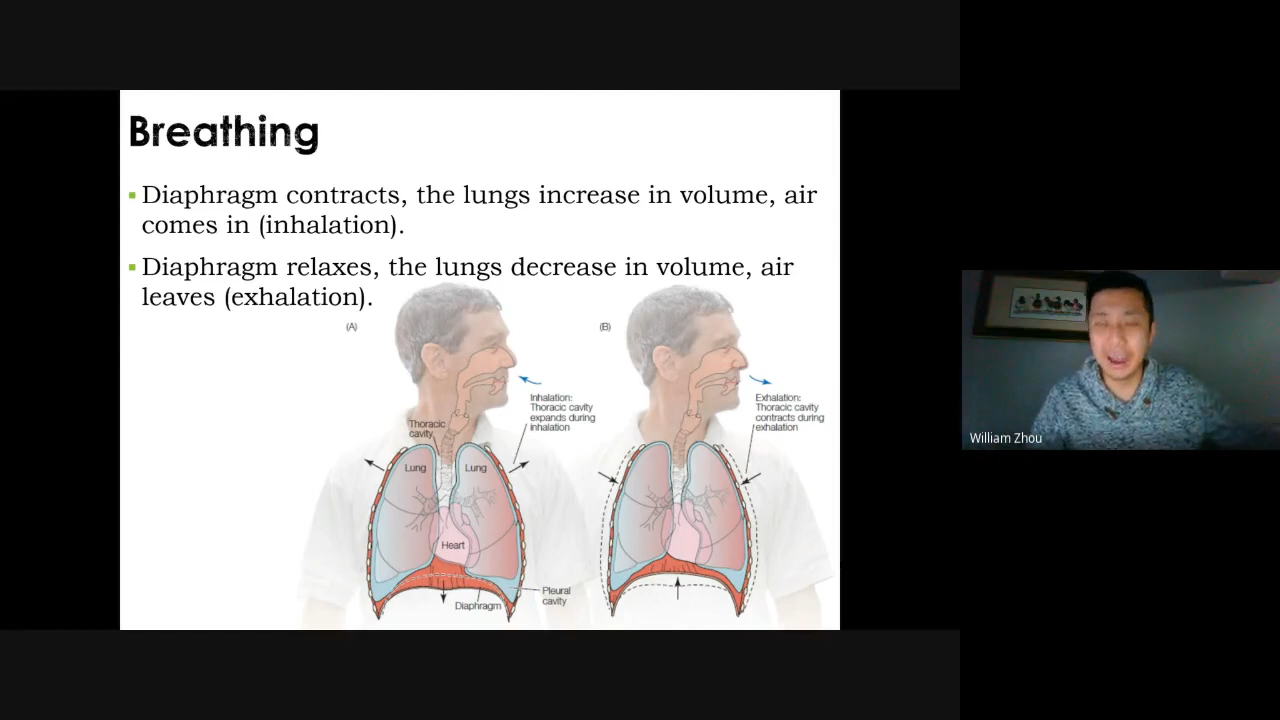 Breathing
▪ Diaphragm contracts, the lungs increase in volume, air
comes in (inhalation).
▪ Diaphragm relaxes, the lungs decrease in volume, air
leaves (exhalation).
(A)
Inhalation:
Thoracic cavity
expands during
inhalation
Thoracic
cavity
Lung
Lung
Heart
Diaphragm
Pleural
cavity
(B)
Exhalation:
Thoracic cavity
contracts during
exhalation
William Zhou